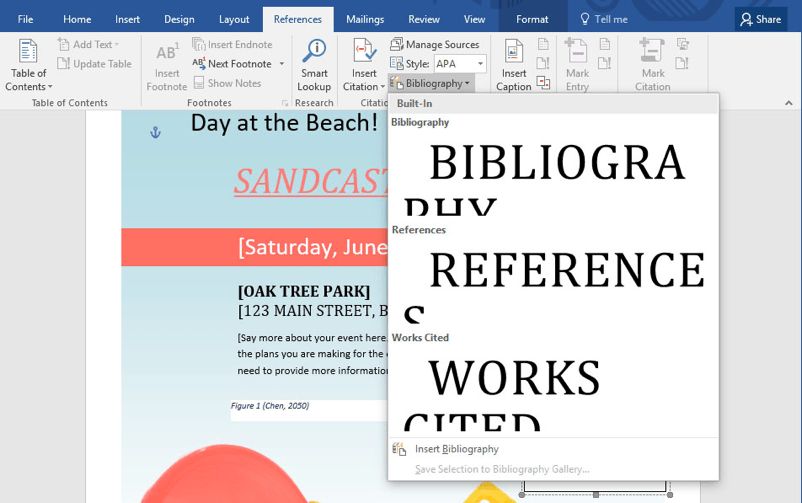 File Home Insert Design Layout References Mailings Review View Format Tell me Share
Table of Contents
Add Text
Update Table
Table of Contents
AB1
Insert Footnote
Insert Endnote
AB1 Next Footnote
Show Notes
Footnotes
Smart Lookup
Research
Insert Citation
Manage Sources
Style: APA
Bibliography
Insert Caption
Mark Entry
Mark Citation
Built-In
Bibliography
BIBLIOGRA
PHY
References
REFERENCE
S
Works Cited
WORKS
CITED
Insert Bibliography
Save Selection to Bibliography Gallery...
Day at the Beach!
[Saturday, June
[OAK TREE PARK]
[123 MAIN STREET, B
[Say more about your event here.
the plans you are making for the
need to provide more information
Figure 1 (Chen, 2050)